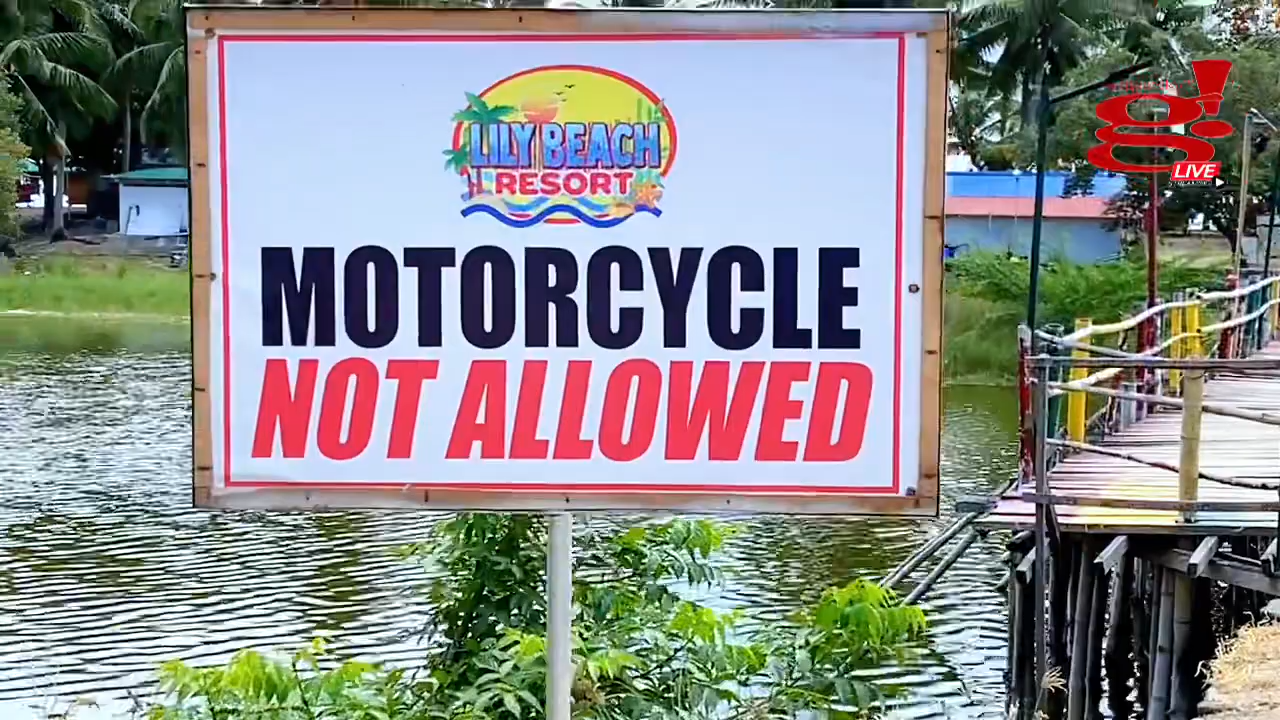 LILY BEACH
RESORT
MOTORCYCLE
NOT ALLOWED
g!
LIVE